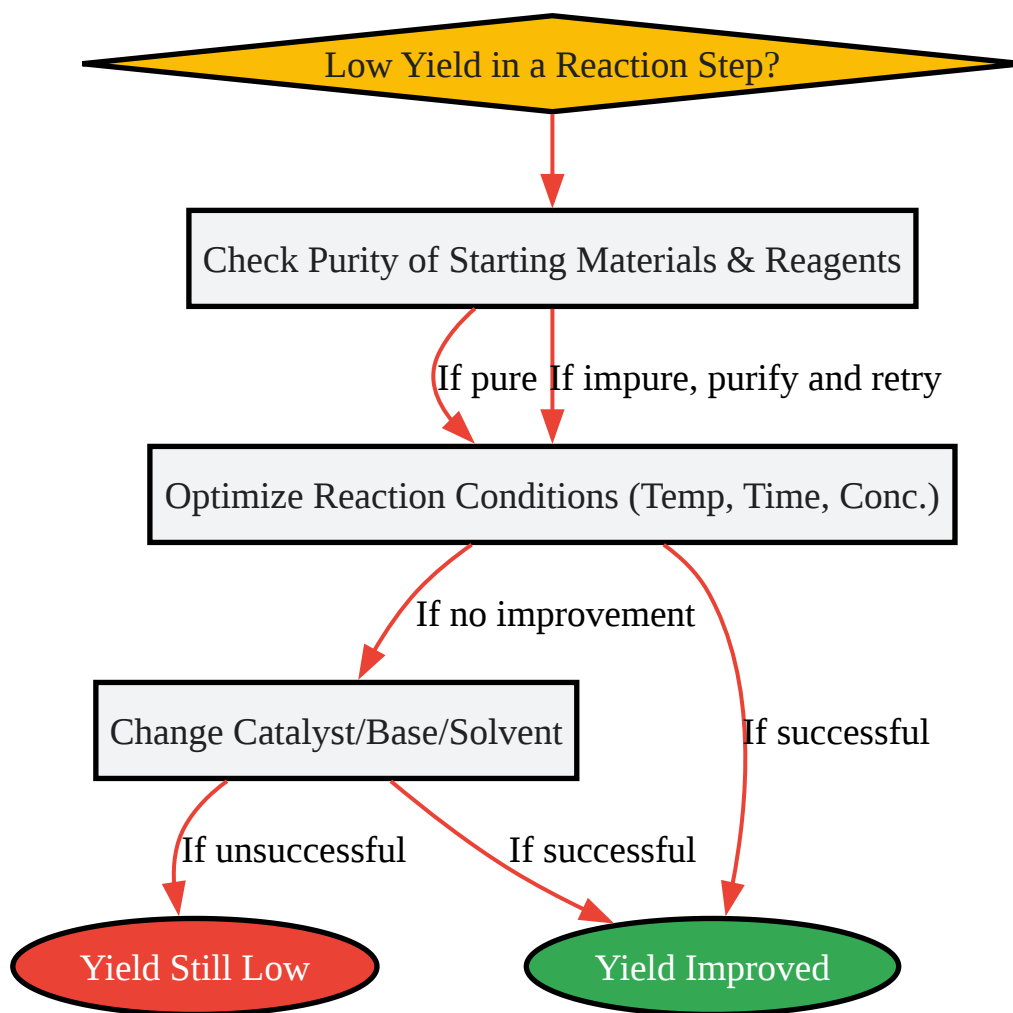 Low Yield in a Reaction Step?
Check Purity of Starting Materials & Reagents
If pure
If impure, purify and retry
Optimize Reaction Conditions (Temp, Time, Conc.)
If no improvement
Change Catalyst/Base/Solvent
If successful
If unsuccessful
If successful
Yield Still Low
Yield Improved